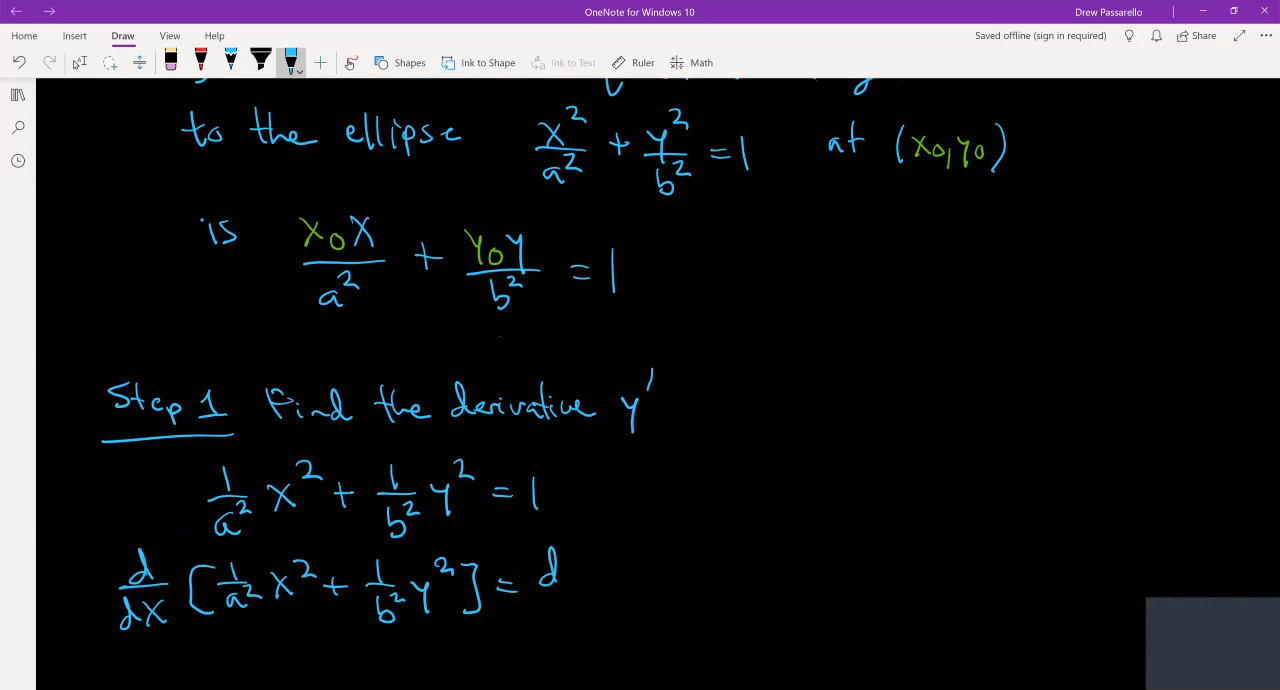 OneNote for Windows 10
Drew Passarello
Home Insert Draw View Help
Saved offline (sign in required)
Share
Shapes
Ink to Shape
Ink to Text
Ruler
Math
to the ellipse x²/a² + y²/b² = 1 at (x₀, y₀)
is x₀x/a² + y₀y/b² = 1
Step 1 Find the derivative y'
1/a² x² + 1/b² y² = 1
d/dx [1/a² x² + 1/b² y²] = d